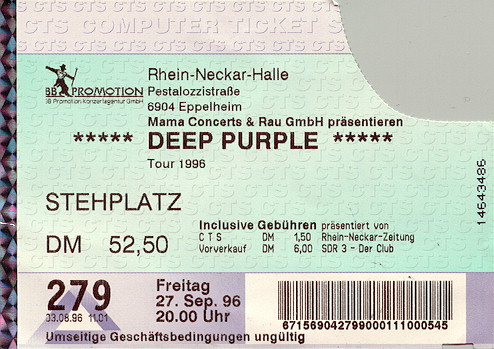 CTS COMPUTER TICKET S
BB PROMOTION
BB Promotion Konzertagentur GmbH
Rhein-Neckar-Halle
Pestalozzistraße
6904 Eppelheim
Mama Concerts & Rau GmbH präsentieren
***** DEEP PURPLE *****
Tour 1996
STEHPLATZ
DM 52,50
Inclusive Gebühren präsentiert von
CTS DM 1,50 Rhein-Neckar-Zeitung
Vorverkauf DM 6,00 SDR 3 - Der Club
14643486
279
03.08.96 11.01
Freitag
27. Sep. 96
20.00 Uhr
671569042799000111000545
Umseitige Geschäftsbedingungen ungültig